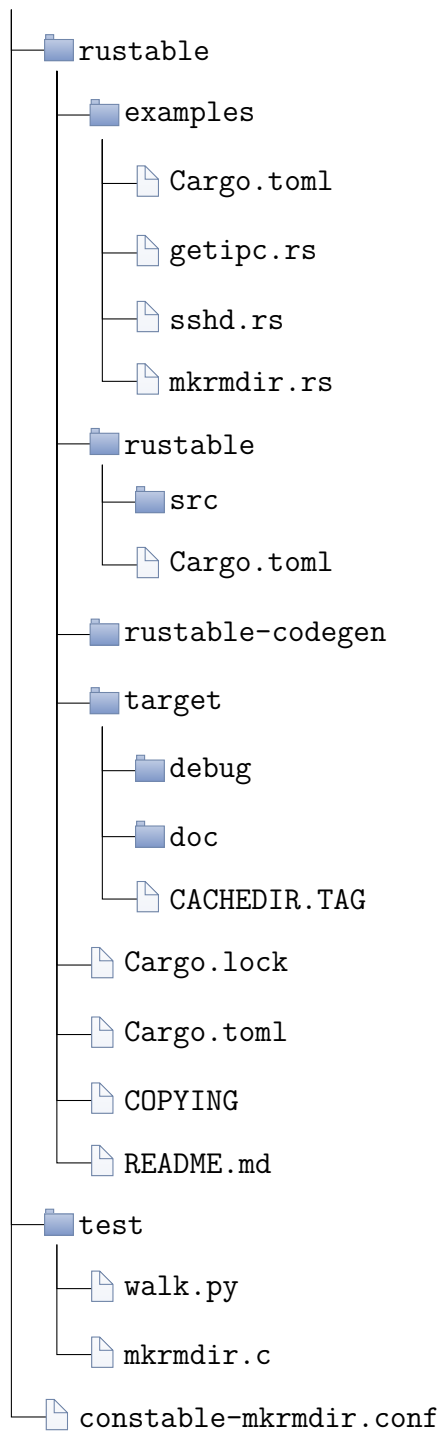 rustable
examples
Cargo.toml
getipc.rs
sshd.rs
mkrmdir.rs
rustable
src
Cargo.toml
rustable-codegen
target
debug
doc
CACHEDIR.TAG
Cargo.lock
Cargo.toml
COPYING
README.md
test
walk.py
mkrmdir.c
constable-mkrmdir.conf